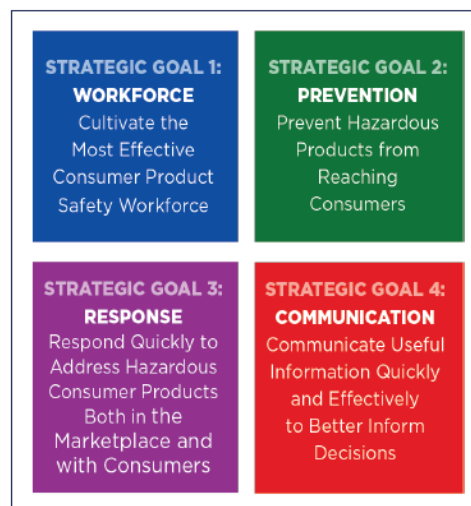 STRATEGIC GOAL 1:
WORKFORCE
Cultivate the
Most Effective
Consumer Product
Safety Workforce
STRATEGIC GOAL 2:
PREVENTION
Prevent Hazardous
Products from
Reaching
Consumers
STRATEGIC GOAL 3:
RESPONSE
Respond Quickly to
Address Hazardous
Consumer Products
Both in the
Marketplace and
with Consumers
STRATEGIC GOAL 4:
COMMUNICATION
Communicate Useful
Information Quickly
and Effectively
to Better Inform
Decisions